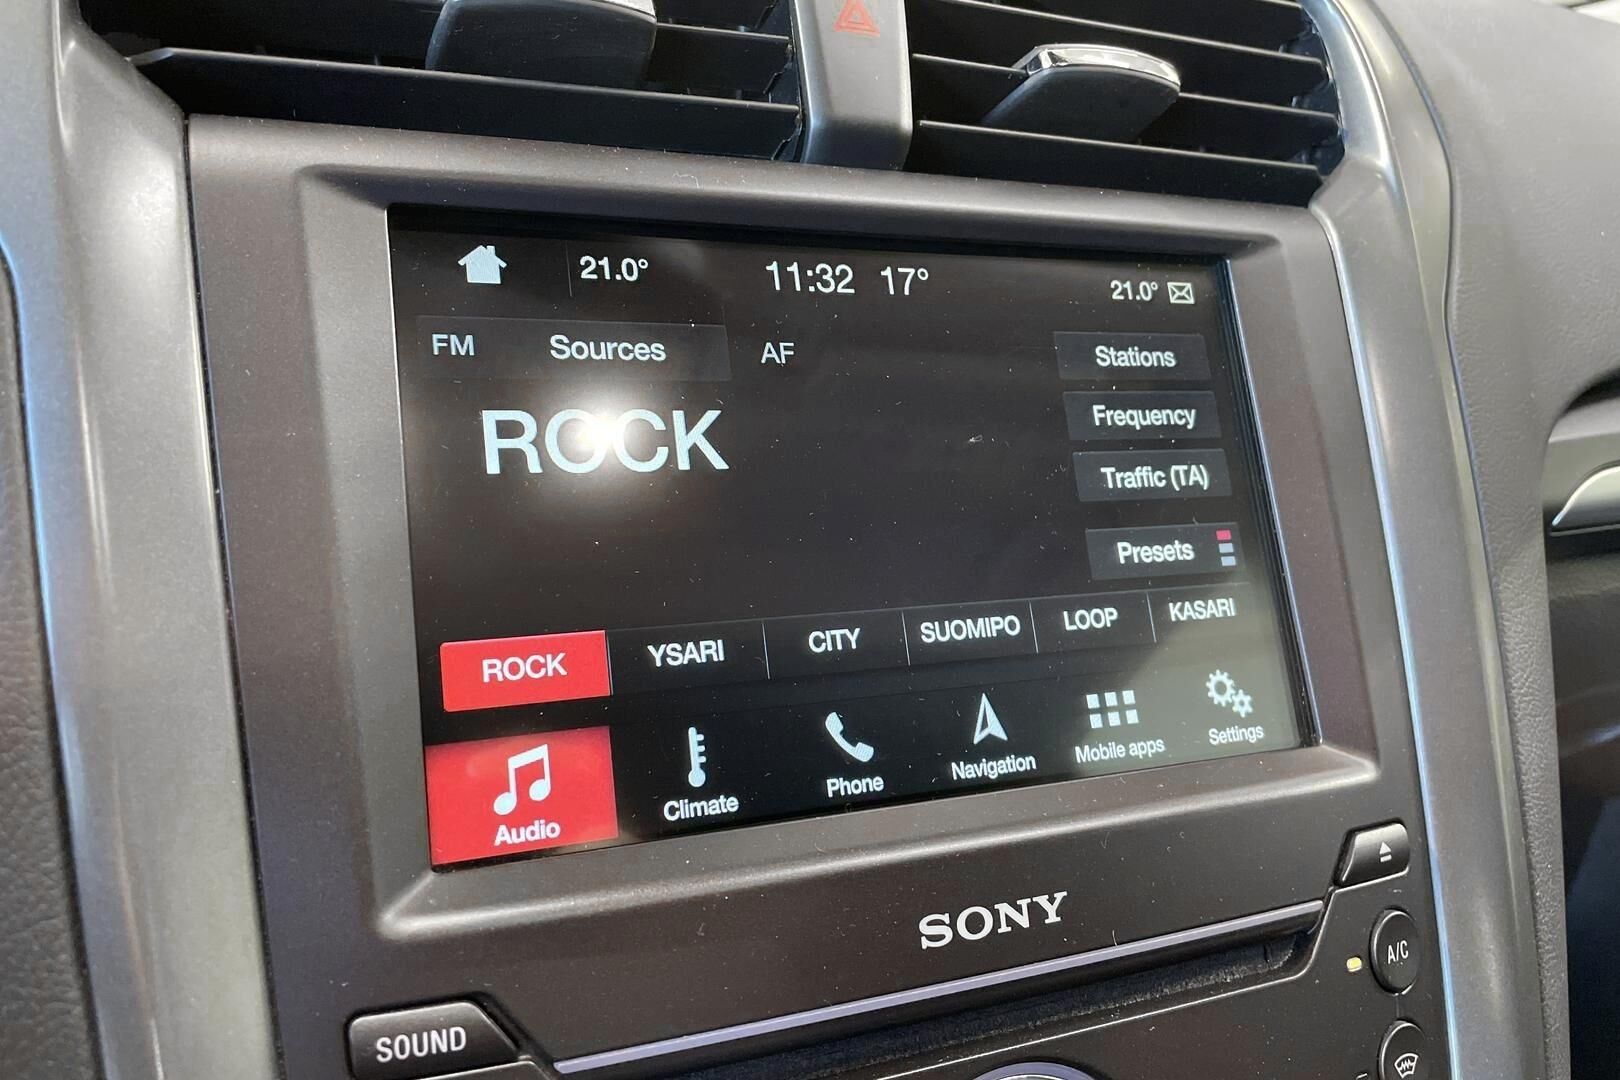 21.0° 11:32 17° 21.0°
FM Sources AF Stations
ROCK
Frequency
Traffic (TA)
Presets
ROCK YSARI CITY SUOMIPO LOOP KASARI
Audio Climate Phone Navigation Mobile apps Settings
SONY
A/C
SOUND